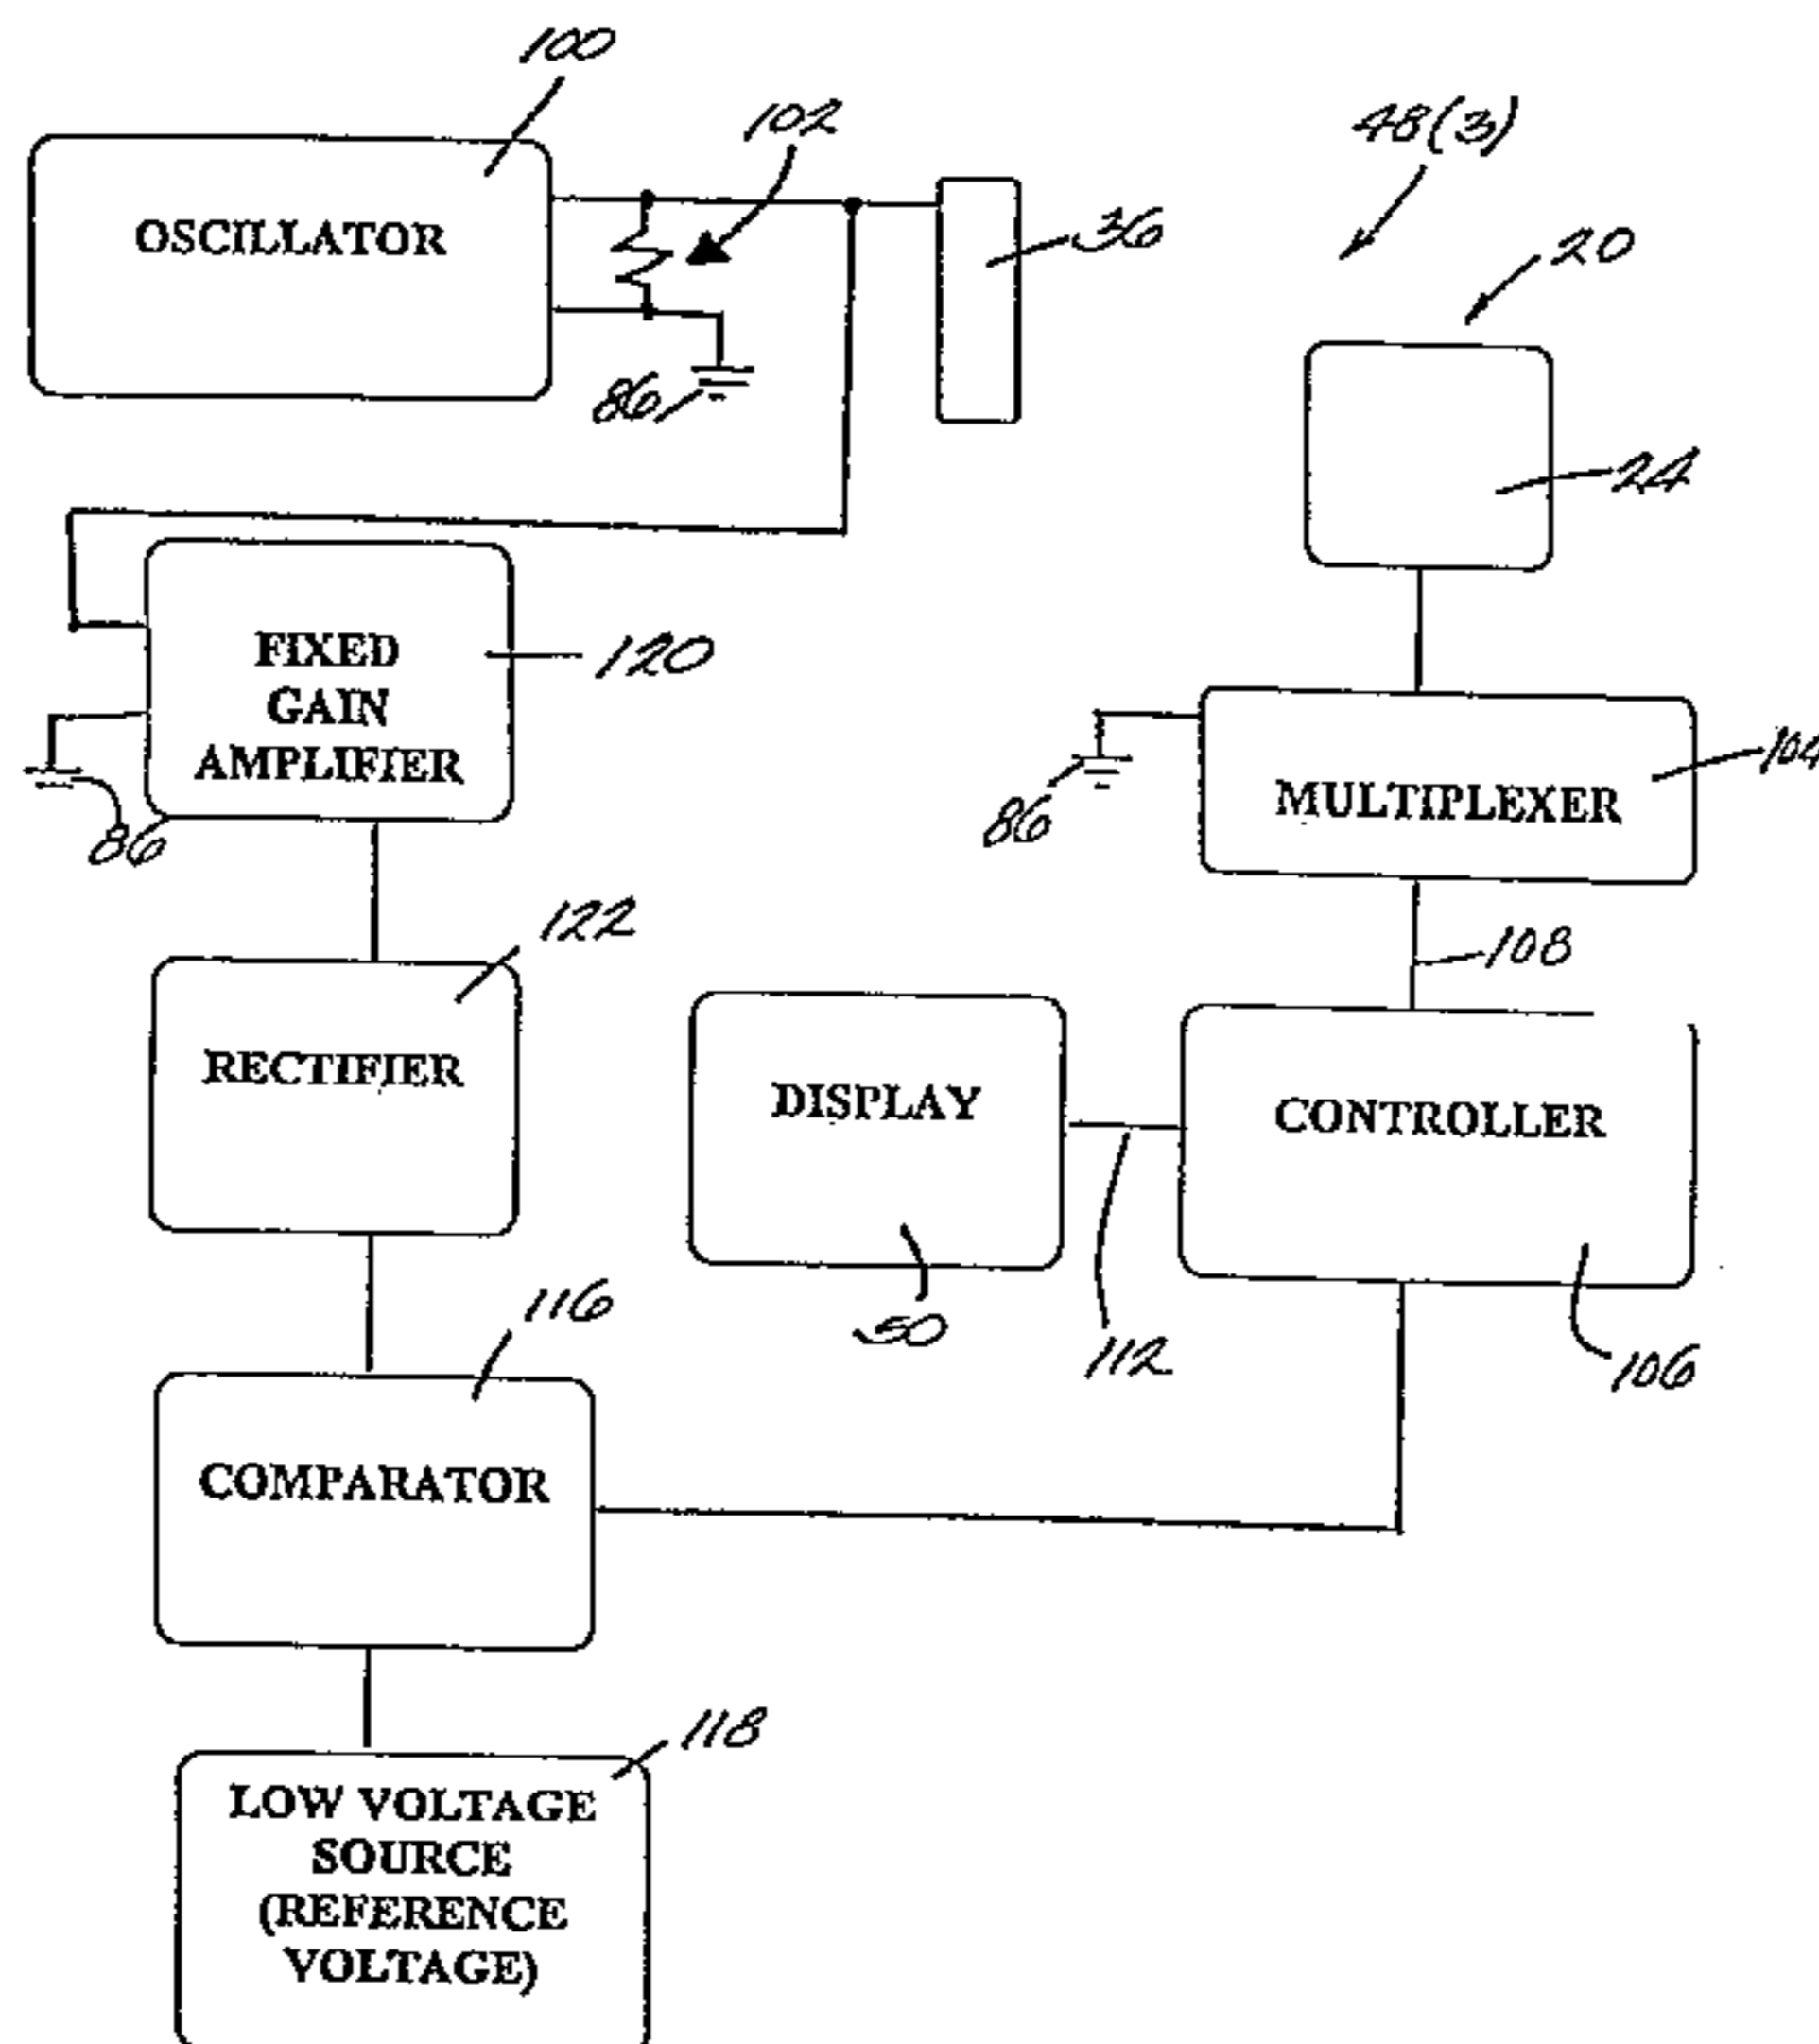 100
102
48(3)
OSCILLATOR
36
20
86
24
FIXED
GAIN
AMPLIFIER
120
104
86
MULTIPLEXER
86
122
108
RECTIFIER
DISPLAY
CONTROLLER
116
50
112
106
COMPARATOR
118
LOW VOLTAGE
SOURCE
(REFERENCE
VOLTAGE)